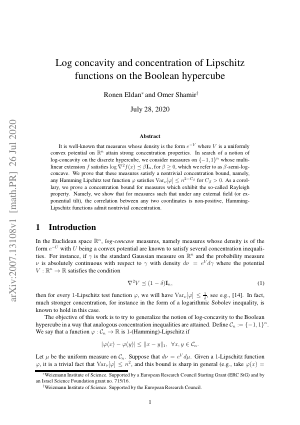 Log concavity and concentration of Lipschitz
functions on the Boolean hypercube
Ronen Eldan* and Omer Shamir†
July 28, 2020
Abstract
It is well-known that measures whose density is the form e⁻ⱽ where V is a uniformly
convex potential on ℝⁿ attain strong concentration properties. In search of a notion of
log-concavity on the discrete hypercube, we consider measures on {−1, 1}ⁿ whose multi-
linear extension f satisfies log ∇²f(x) ⪯ βIₙ, for β ≥ 0, which we refer to as β-semi-log-
concave. We prove that these measures satisfy a nontrivial concentration bound, namely,
any Hamming Lipschitz test function φ satisfies Var_ν[φ] ≤ n^{2−C_β} for C_β > 0. As a corol-
lary, we prove a concentration bound for measures which exhibit the so-called Rayleigh
property. Namely, we show that for measures such that under any external field (or ex-
ponential tilt), the correlation between any two coordinates is non-positive, Hamming-
Lipschitz functions admit nontrivial concentration.
1 Introduction
In the Euclidean space ℝⁿ, log-concave measures, namely measures whose density is of the
form e⁻ⱽ with V being a convex potential are known to satisfy several concentration inequali-
ties. For instance, if γ is the standard Gaussian measure on ℝⁿ and the probability measure
ν is absolutely continuous with respect to γ with density dν = eⱽdγ where the potential
V : ℝⁿ → ℝ satisfies the condition
∇²V ⪯ (1 − δ)Iₙ, (1)
then for every 1-Lipschitz test function φ, we will have Var_ν[φ] ≤ 1/δ, see e.g., [14]. In fact,
much stronger concentration, for instance in the form of a logarithmic Sobolev inequality, is
known to hold in this case.
The objective of this work is to try to generalize the notion of log-concavity to the Boolean
hypercube in a way that analogous concentration inequalities are attained. Define 𝒞ₙ = {−1, 1}ⁿ.
We say that a function φ : 𝒞ₙ → ℝ is 1-(Hamming)-Lipschitz if
|φ(x) − φ(y)| ≤ ‖x − y‖₁, ∀x, y ∈ 𝒞ₙ.
Let μ be the uniform measure on 𝒞ₙ. Suppose that dν = eⱽdμ. Given a 1-Lipschitz function
φ, it is a trivial fact that Var_ν[φ] ≤ n², and this bound is sharp in general (e.g., take φ(x) =
*Weizmann Institute of Science. Supported by a European Research Council Starting Grant (ERC StG) and by
an Israel Science Foundation grant no. 715/16.
†Weizmann Institute of Science. Supported by the European Research Council.
1
arXiv:2007.13108v1 [math.PR] 26 Jul 2020